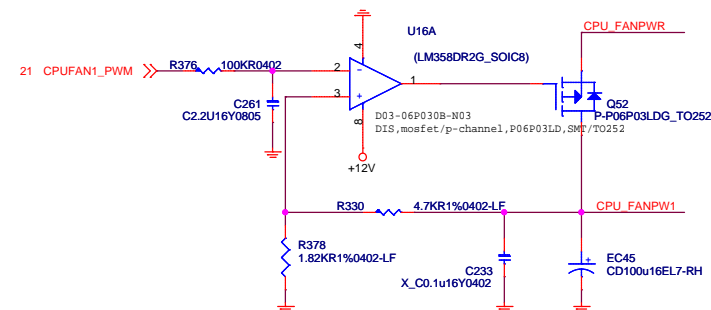 U16A
CPU_FANPWR
(LM358DR2G_SOIC8)
4
21 CPUFAN1_PWM
R376
100KR0402
2
-
1
3
+
C261
C2.2U16Y0805
8
D03-06P030B-N03
DIS,mosfet/p-channel,P06P03LD,SMT/TO252
Q52
P-P06P03LDG_TO252
+12V
R330
4.7KR1%0402-LF
CPU_FANPW1
R378
1.82KR1%0402-LF
C233
X_C0.1u16Y0402
+
EC45
CD100u16EL7-RH